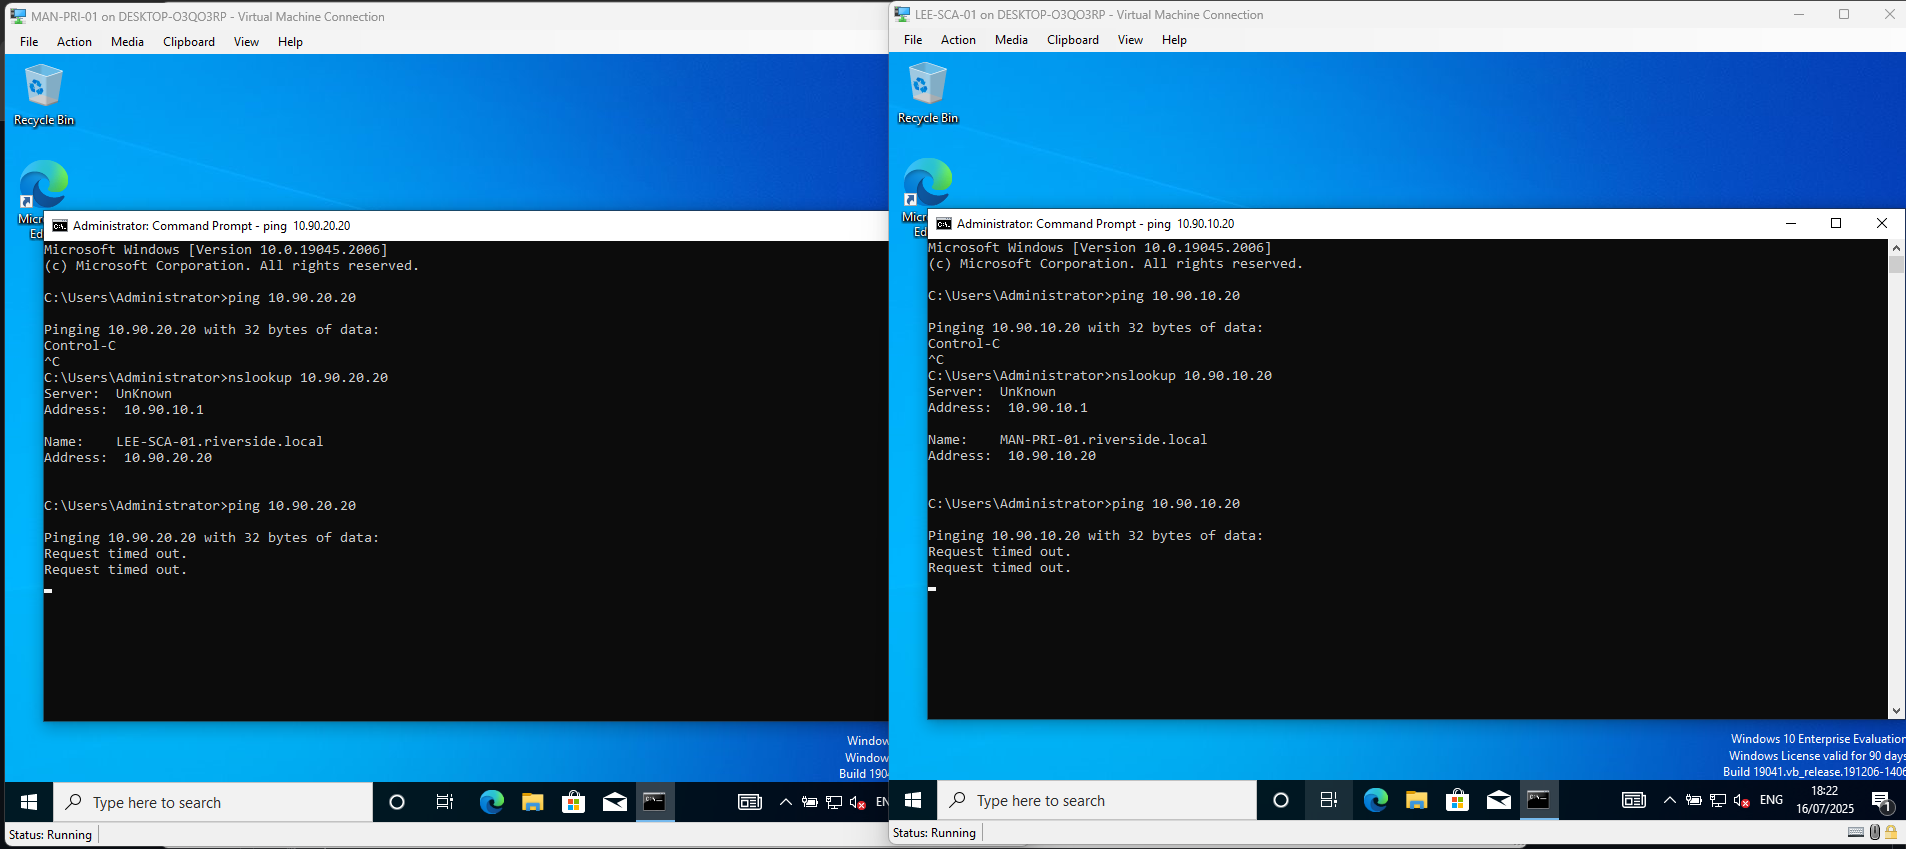 MAN-PRI-01 on DESKTOP-O3QO3RP - Virtual Machine Connection
File Action Media Clipboard View Help
Recycle Bin
Micr
Ed
Administrator: Command Prompt - ping 10.90.20.20
Microsoft Windows [Version 10.0.19045.2006]
(c) Microsoft Corporation. All rights reserved.
C:\Users\Administrator>ping 10.90.20.20
Pinging 10.90.20.20 with 32 bytes of data:
Control-C
^C
C:\Users\Administrator>nslookup 10.90.20.20
Server:  UnKnown
Address:  10.90.10.1
Name:    LEE-SCA-01.riverside.local
Address:  10.90.20.20
C:\Users\Administrator>ping 10.90.20.20
Pinging 10.90.20.20 with 32 bytes of data:
Request timed out.
Request timed out.
Window
Window
Build 190
Type here to search
EN
Status: Running
LEE-SCA-01 on DESKTOP-O3QO3RP - Virtual Machine Connection
File Action Media Clipboard View Help
Recycle Bin
Micr
Ed
Administrator: Command Prompt - ping 10.90.10.20
Microsoft Windows [Version 10.0.19045.2006]
(c) Microsoft Corporation. All rights reserved.
C:\Users\Administrator>ping 10.90.10.20
Pinging 10.90.10.20 with 32 bytes of data:
Control-C
^C
C:\Users\Administrator>nslookup 10.90.10.20
Server:  UnKnown
Address:  10.90.10.1
Name:    MAN-PRI-01.riverside.local
Address:  10.90.10.20
C:\Users\Administrator>ping 10.90.10.20
Pinging 10.90.10.20 with 32 bytes of data:
Request timed out.
Request timed out.
Windows 10 Enterprise Evaluation
Windows License valid for 90 days
Build 19041.vb_release.191206-1406
Type here to search
ENG
18:22
16/07/2025
1
Status: Running